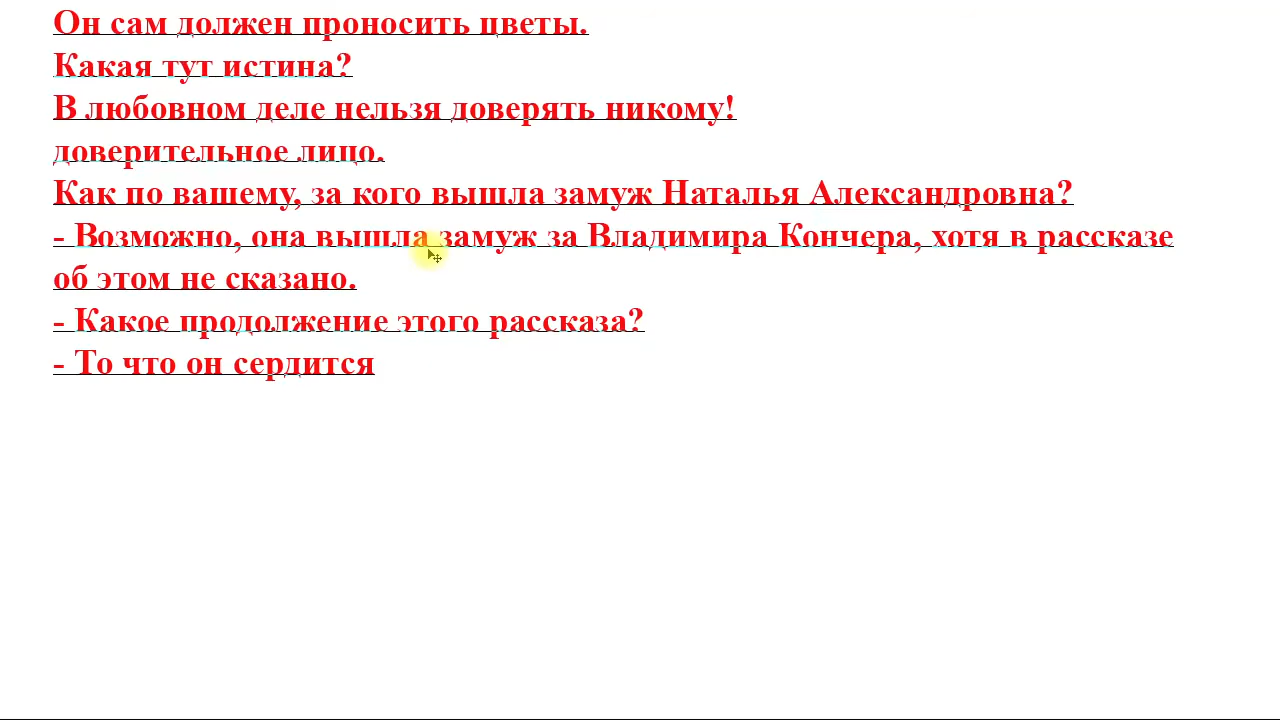 Он сам должен проносить цветы.
Какая тут истина?
В любовном деле нельзя доверять никому!
доверительное лицо.
Как по вашему, за кого вышла замуж Наталья Александровна?
- Возможно, она вышла замуж за Владимира Кончера, хотя в рассказе
об этом не сказано.
- Какое продолжение этого рассказа?
- То что он сердится